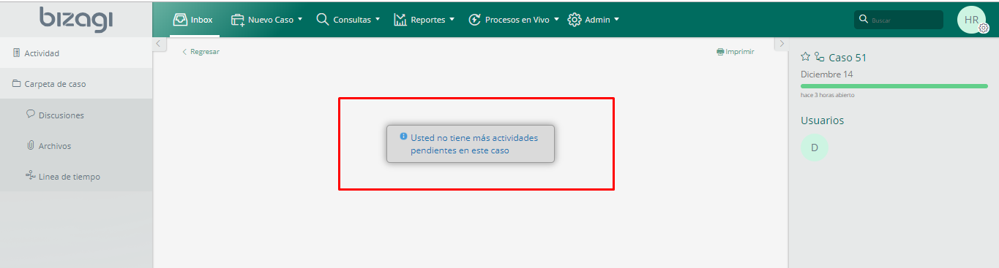 bizagi
Inbox
Nuevo Caso
Consultas
Reportes
Procesos en Vivo
Admin
Buscar
HR
Actividad
Carpeta de caso
Discusiones
Archivos
Linea de tiempo
Regresar
Imprimir
Usted no tiene más actividades
pendientes en este caso
Caso 51
Diciembre 14
hace 3 horas abierto
Usuarios
D